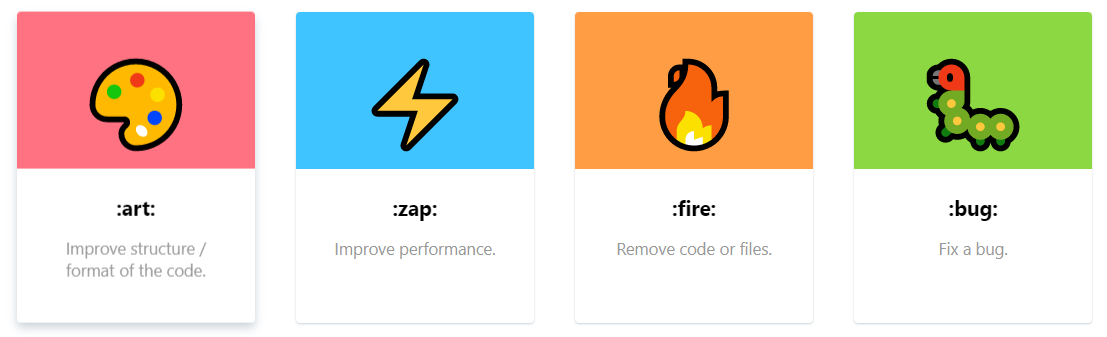 :art:
Improve structure /
format of the code.
:zap:
Improve performance.
:fire:
Remove code or files.
:bug:
Fix a bug.